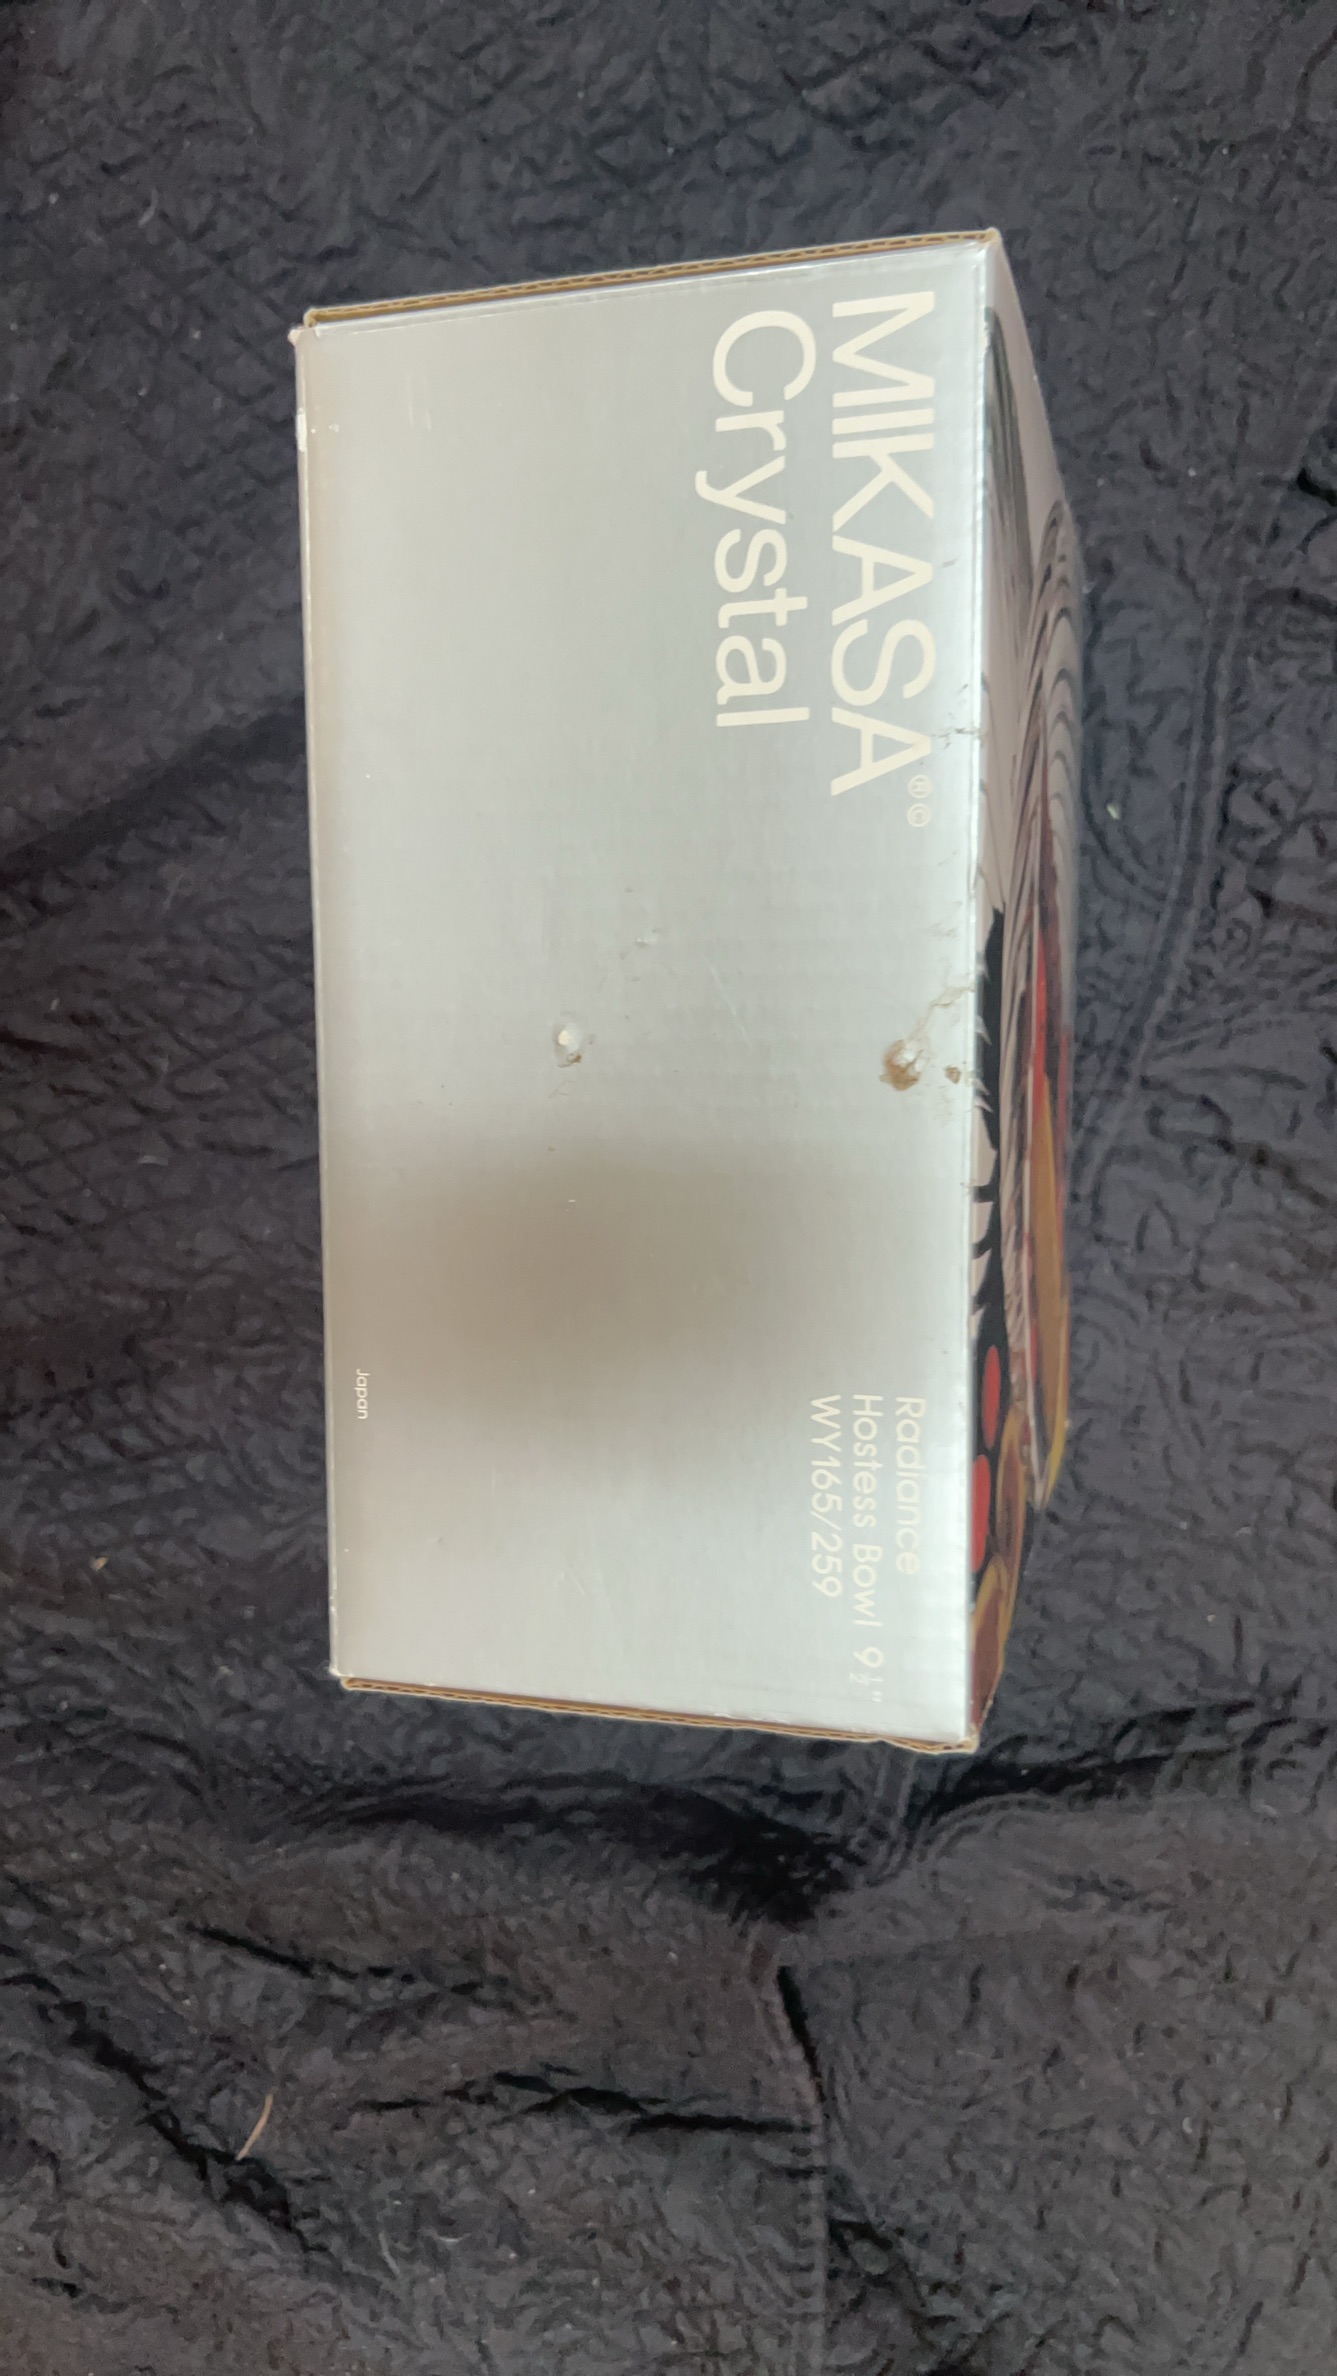 MIKASA®©
Crystal
Radiance
Hostess Bowl 9½"
WY165/259
Japan